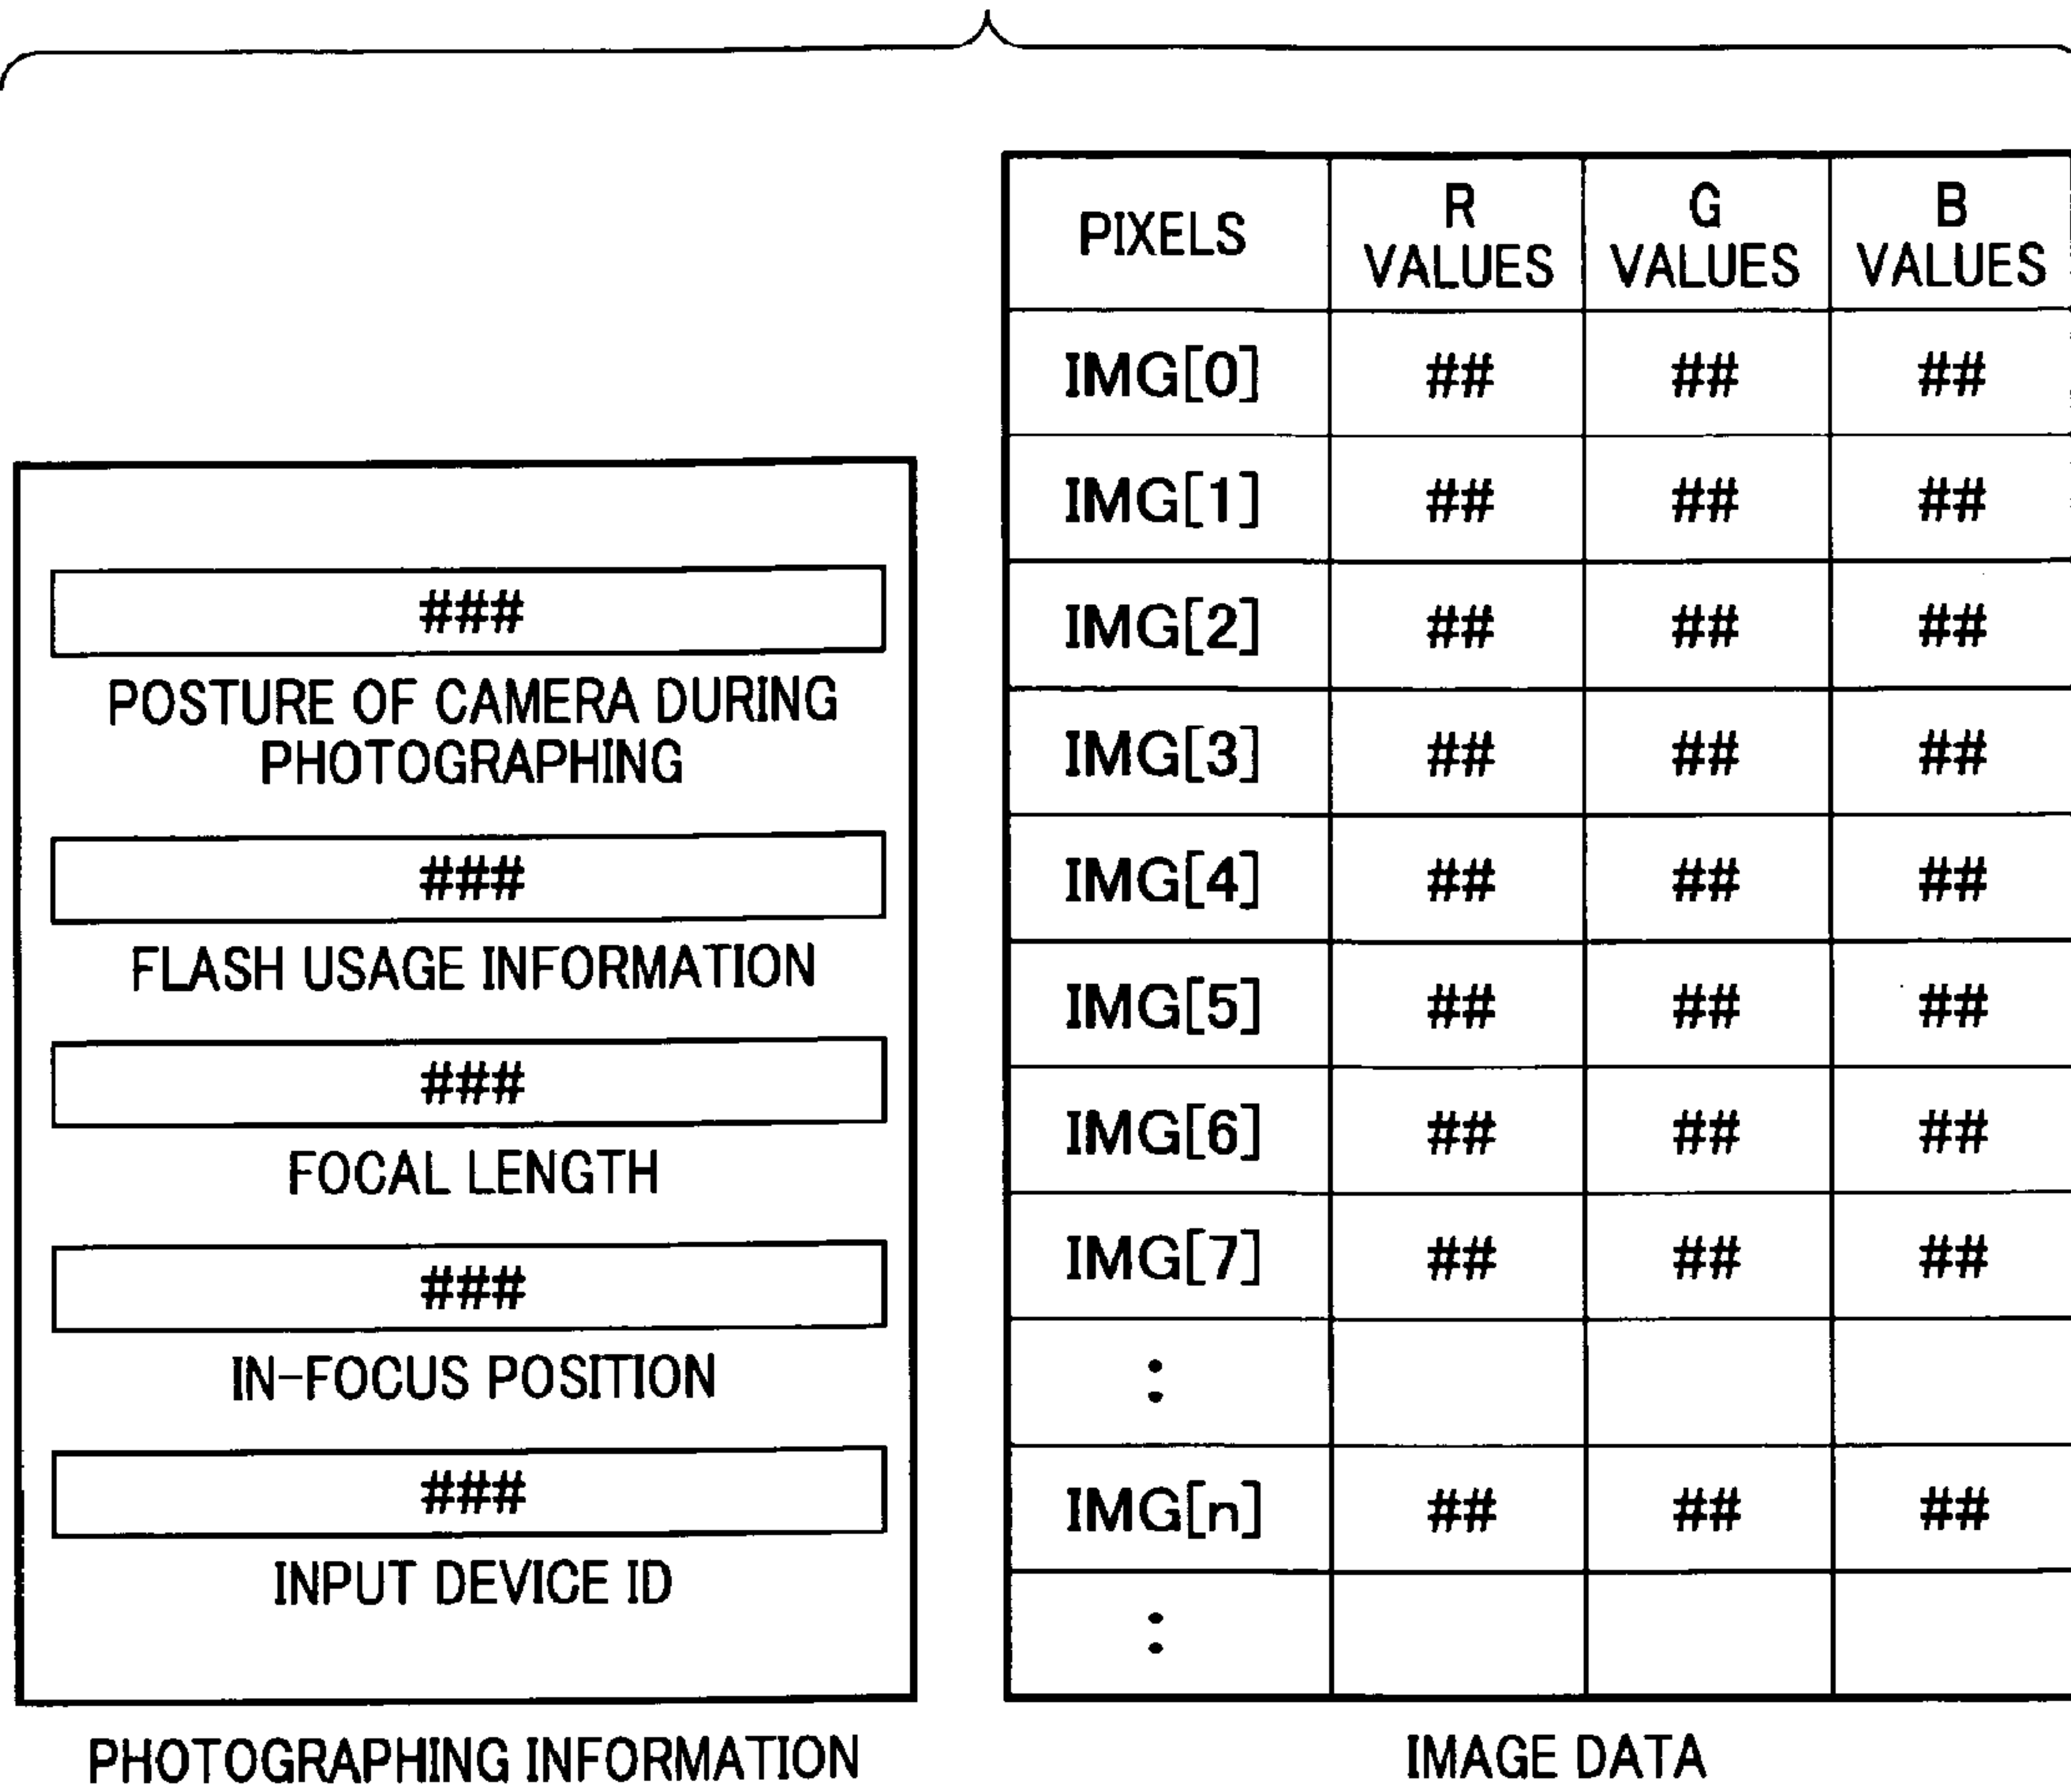 ###
POSTURE OF CAMERA DURING
PHOTOGRAPHING
###
FLASH USAGE INFORMATION
###
FOCAL LENGTH
###
IN-FOCUS POSITION
###
INPUT DEVICE ID
PHOTOGRAPHING INFORMATION
PIXELS R VALUES G VALUES B VALUES
IMG[0] ## ## ##
IMG[1] ## ## ##
IMG[2] ## ## ##
IMG[3] ## ## ##
IMG[4] ## ## ##
IMG[5] ## ## ##
IMG[6] ## ## ##
IMG[7] ## ## ##
:
IMG[n] ## ## ##
:
IMAGE DATA